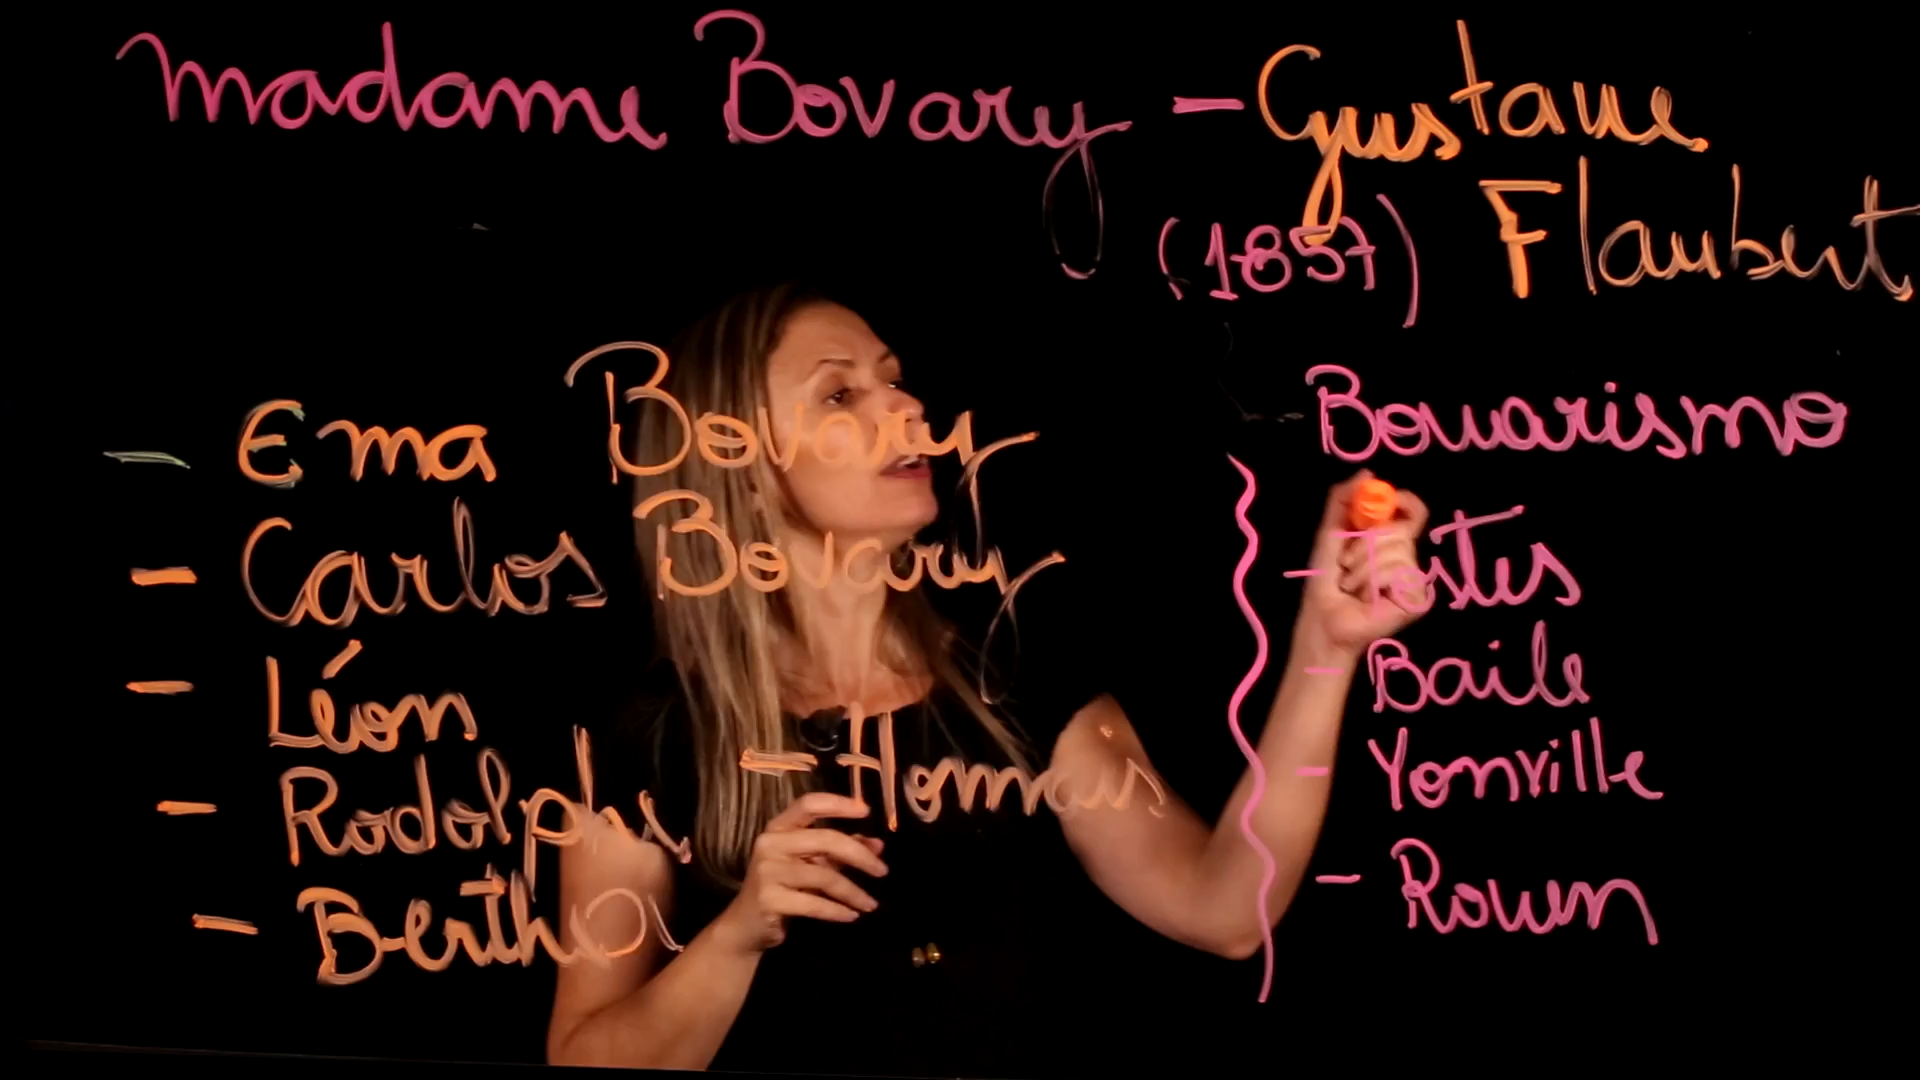 Madame Bovary - Gustave
(1857) Flaubert
- Ema Bovary
- Carlos Bovary
- Léon
- Rodolphe
- Homais
- Bertha
Bovarismo
- Tostes
- Baile
- Yonville
- Rouen